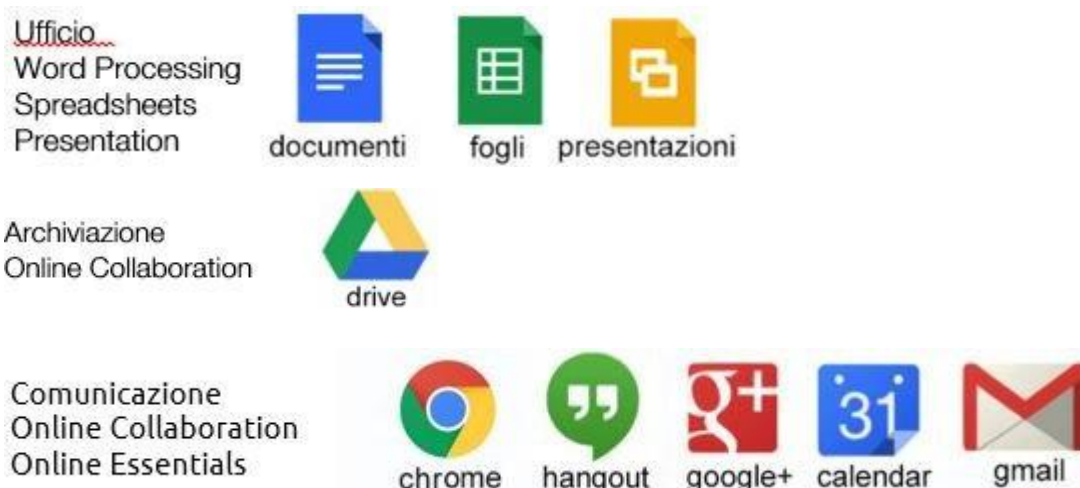 Ufficio
Word Processing
Spreadsheets
Presentation
documenti fogli presentazioni
Archiviazione
Online Collaboration
drive
Comunicazione
Online Collaboration
Online Essentials
g+ 31
chrome hangout google+ calendar gmail